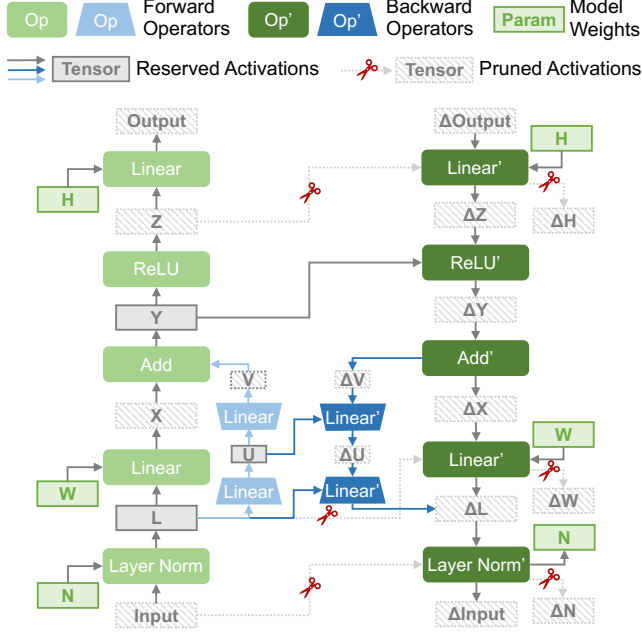 Op Op Forward Operators Op' Op' Backward Operators Param Model Weights
Tensor Reserved Activations Tensor Pruned Activations
Output ΔOutput
H
Linear Linear'
H
Z ΔZ ΔH
ReLU ReLU'
Y ΔY
Add V ΔV Add'
X Linear Linear' ΔX
W
Linear U ΔU Linear'
W Linear Linear' ΔW
L ΔL
N
Layer Norm Layer Norm'
N
Input ΔInput ΔN